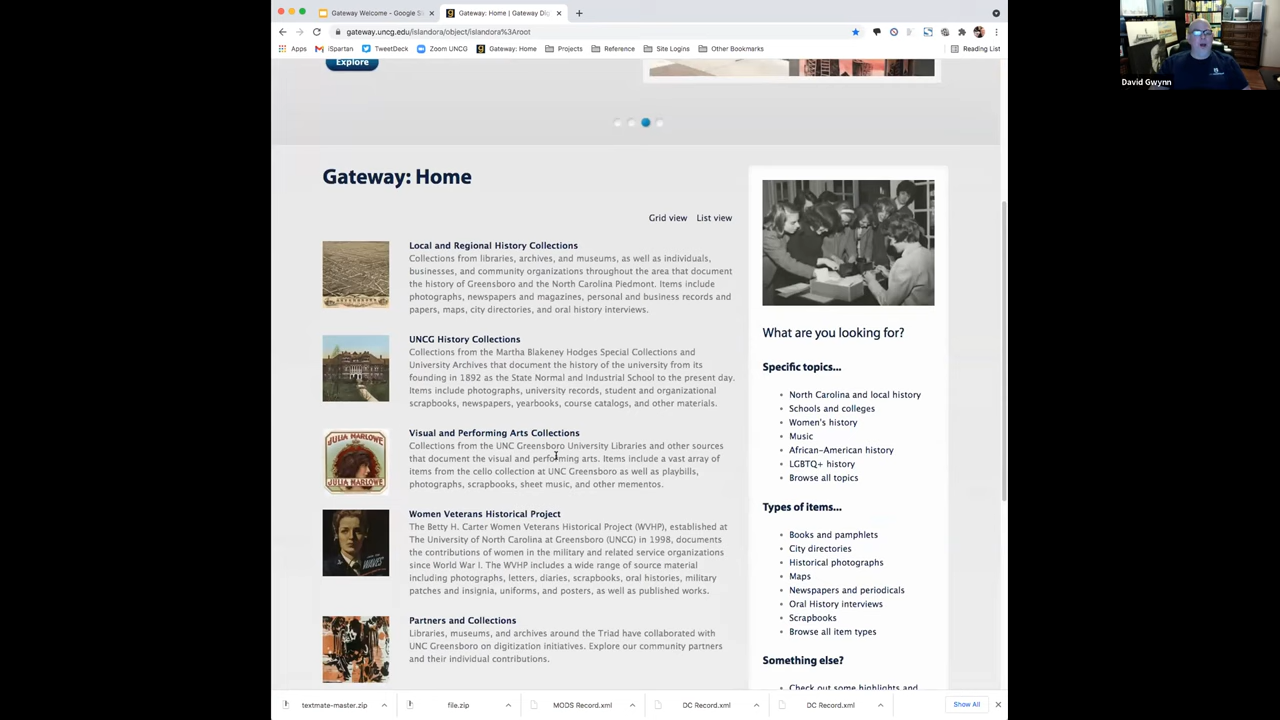 Gateway Welcome - Google Sl
Gateway: Home | Gateway Dig
gateway.uncg.edu/islandora/object/islandora%3Aroot
Apps
iSpartan
TweetDeck
Zoom UNCG
Gateway: Home
Projects
Reference
Site Logins
Other Bookmarks
Reading List
David Gwynn
Explore
Gateway: Home
Grid view
List view
Local and Regional History Collections
Collections from libraries, archives, and museums, as well as individuals,
businesses, and community organizations throughout the area that document
the history of Greensboro and the North Carolina Piedmont. Items include
photographs, newspapers and magazines, personal and business records and
papers, maps, city directories, and oral history interviews.
UNCG History Collections
Collections from the Martha Blakeney Hodges Special Collections and
University Archives that document the history of the university from its
founding in 1892 as the State Normal and Industrial School to the present day.
Items include photographs, university records, student and organizational
scrapbooks, newspapers, yearbooks, course catalogs, and other materials.
JULIA MARLOWE
JULIA MARLOWE
Visual and Performing Arts Collections
Collections from the UNC Greensboro University Libraries and other sources
that document the visual and performing arts. Items include a vast array of
items from the cello collection at UNC Greensboro as well as playbills,
photographs, scrapbooks, sheet music, and other mementos.
WAVES
Women Veterans Historical Project
The Betty H. Carter Women Veterans Historical Project (WVHP), established at
The University of North Carolina at Greensboro (UNCG) in 1998, documents
the contributions of women in the military and related service organizations
since World War I. The WVHP includes a wide range of source material
including photographs, letters, diaries, scrapbooks, oral histories, military
patches and insignia, uniforms, and posters, as well as published works.
Partners and Collections
Libraries, museums, and archives around the Triad have collaborated with
UNC Greensboro on digitization initiatives. Explore our community partners
and their individual contributions.
What are you looking for?
Specific topics...
North Carolina and local history
Schools and colleges
Women's history
Music
African-American history
LGBTQ+ history
Browse all topics
Types of items...
Books and pamphlets
City directories
Historical photographs
Maps
Newspapers and periodicals
Oral History interviews
Scrapbooks
Browse all item types
Something else?
Check out some highlights and
textmate-master.zip
file.zip
MODS Record.xml
DC Record.xml
DC Record.xml
Show All